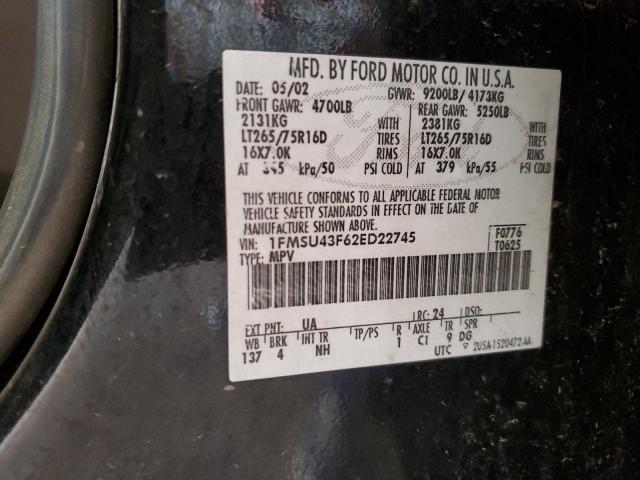 MFD. BY FORD MOTOR CO. IN U.S.A.
DATE 05/02 GVWR: 9200LB/ 4173KG
FRONT GAWR: 4700LB REAR GAWR: 5250LB
2131KG WITH 2381KG WITH
LT265/75R16D TIRES LT265/75R16D TIRES
16X7.0K RIMS 16X7.0K RIMS
AT 345 kPa/50 PSI COLD AT 379 kPa/55 PSI COLD
THIS VEHICLE CONFORMS TO ALL APPLICABLE FEDERAL MOTOR
VEHICLE SAFETY STANDARDS IN EFFECT ON THE DATE OF
MANUFACTURE SHOWN ABOVE.
VIN: 1FMSU43F62ED22745 F0776
TYPE: MPV T0625
EXT PNT: UA RC: 24 DSO:
WB BRK INT TR TP/PS R AXLE TR SPR
137 4 NH 1 C1 9 DG
UTC 2U5A-1520472-AA